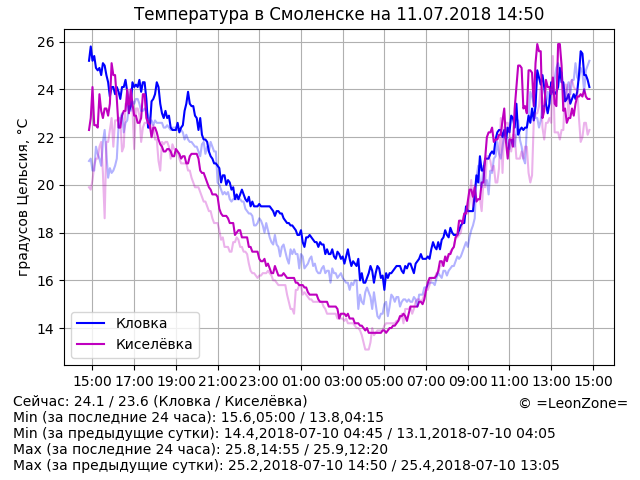 Температура в Смоленске на 11.07.2018 14:50
градусов Цельсия, °C
26
24
22
20
18
16
14
Кловка
Киселёвка
15:00 17:00 19:00 21:00 23:00 01:00 03:00 05:00 07:00 09:00 11:00 13:00 15:00
Сейчас: 24.1 / 23.6 (Кловка / Киселёвка)
© =LeonZone=
Min (за последние 24 часа): 15.6,05:00 / 13.8,04:15
Min (за предыдущие сутки): 14.4,2018-07-10 04:45 / 13.1,2018-07-10 04:05
Max (за последние 24 часа): 25.8,14:55 / 25.9,12:20
Max (за предыдущие сутки): 25.2,2018-07-10 14:50 / 25.4,2018-07-10 13:05